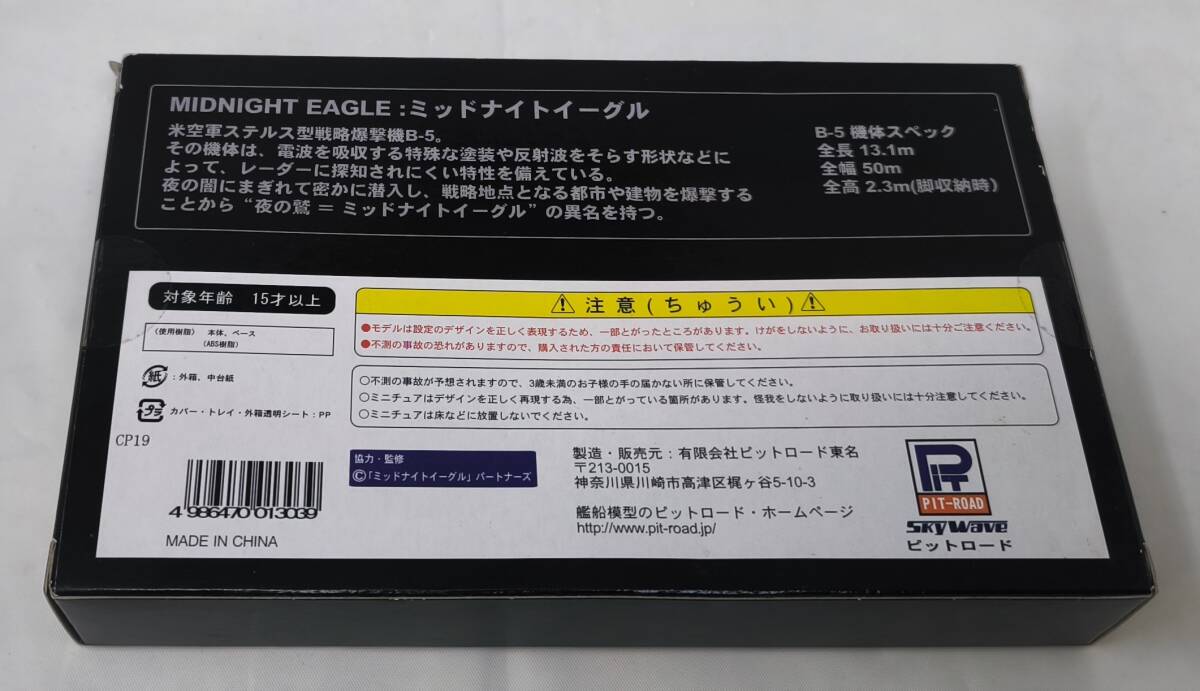 MIDNIGHT EAGLE :ミッドナイトイーグル
米空軍ステルス型戦略爆撃機B-5。
その機体は、電波を吸収する特殊な塗装や反射波をそらす形状などに
よって、レーダーに探知されにくい特性を備えている。
夜の闇にまぎれて密かに潜入し、戦略地点となる都市や建物を爆撃する
ことから“夜の鷲 = ミッドナイトイーグル”の異名を持つ。
B-5 機体スペック
全長 13.1m
全幅 50m
全高 2.3m(脚収納時)
対象年齢 15才以上
(使用樹脂) 本体、ベース
(ABS樹脂)
紙 : 外箱、中台紙
プラ カバー・トレイ・外箱透明シート : PP
CP19
4 986470 013039
MADE IN CHINA
⚠ 注意(ちゅうい)⚠
●モデルは設定のデザインを正しく表現するため、一部とがったところがあります。けがをしないように、お取り扱いには十分ご注意ください。
●不測の事故の恐れがありますので、購入された方の責任において保管してください。
○不測の事故が予想されますので、3歳未満のお子様の手の届かない所に保管してください。
○ミニチュアはデザインを正しく再現する為、一部とがっている箇所があります。怪我をしないように取り扱いには十分注意してください。
○ミニチュアは床などに放置しないでください。
協力・監修
©「ミッドナイトイーグル」パートナーズ
製造・販売元 : 有限会社ピットロード東名
〒213-0015
神奈川県川崎市高津区梶ヶ谷5-10-3
艦船模型のピットロード・ホームページ
http://www.pit-road.jp/
PIT
PIT-ROAD
SkyWave
ピットロード